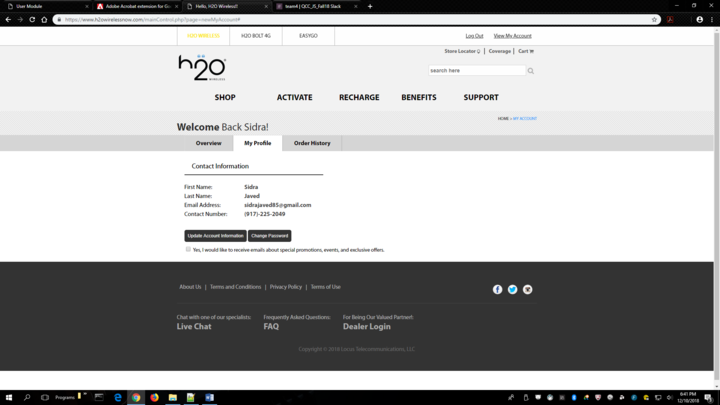 User Module
Adobe Acrobat extension for Go
Hello, H2O Wireless!!
team4 | QCC_JS_Fall18 Slack
https://www.h2owirelessnow.com/mainControl.php?page=newMyAccount#
H2O WIRELESS
H2O BOLT 4G
EASYGO
Log Out
View My Account
Store Locator | Coverage | Cart
h2o
WIRELESS
search here
SHOP
ACTIVATE
RECHARGE
BENEFITS
SUPPORT
HOME > MY ACCOUNT
Welcome Back Sidra!
Overview
My Profile
Order History
Contact Information
First Name: Sidra
Last Name: Javed
Email Address: sidrajaved85@gmail.com
Contact Number: (917)-225-2049
Update Account Information
Change Password
Yes, I would like to receive emails about special promotions, events, and exclusive offers.
About Us | Terms and Conditions | Privacy Policy | Terms of Use
Chat with one of our specialists:
Live Chat
Frequently Asked Questions:
FAQ
For Being Our Valued Partner!:
Dealer Login
Copyright © 2018 Locus Telecommunications, LLC.
Programs
6:41 PM
12/10/2018